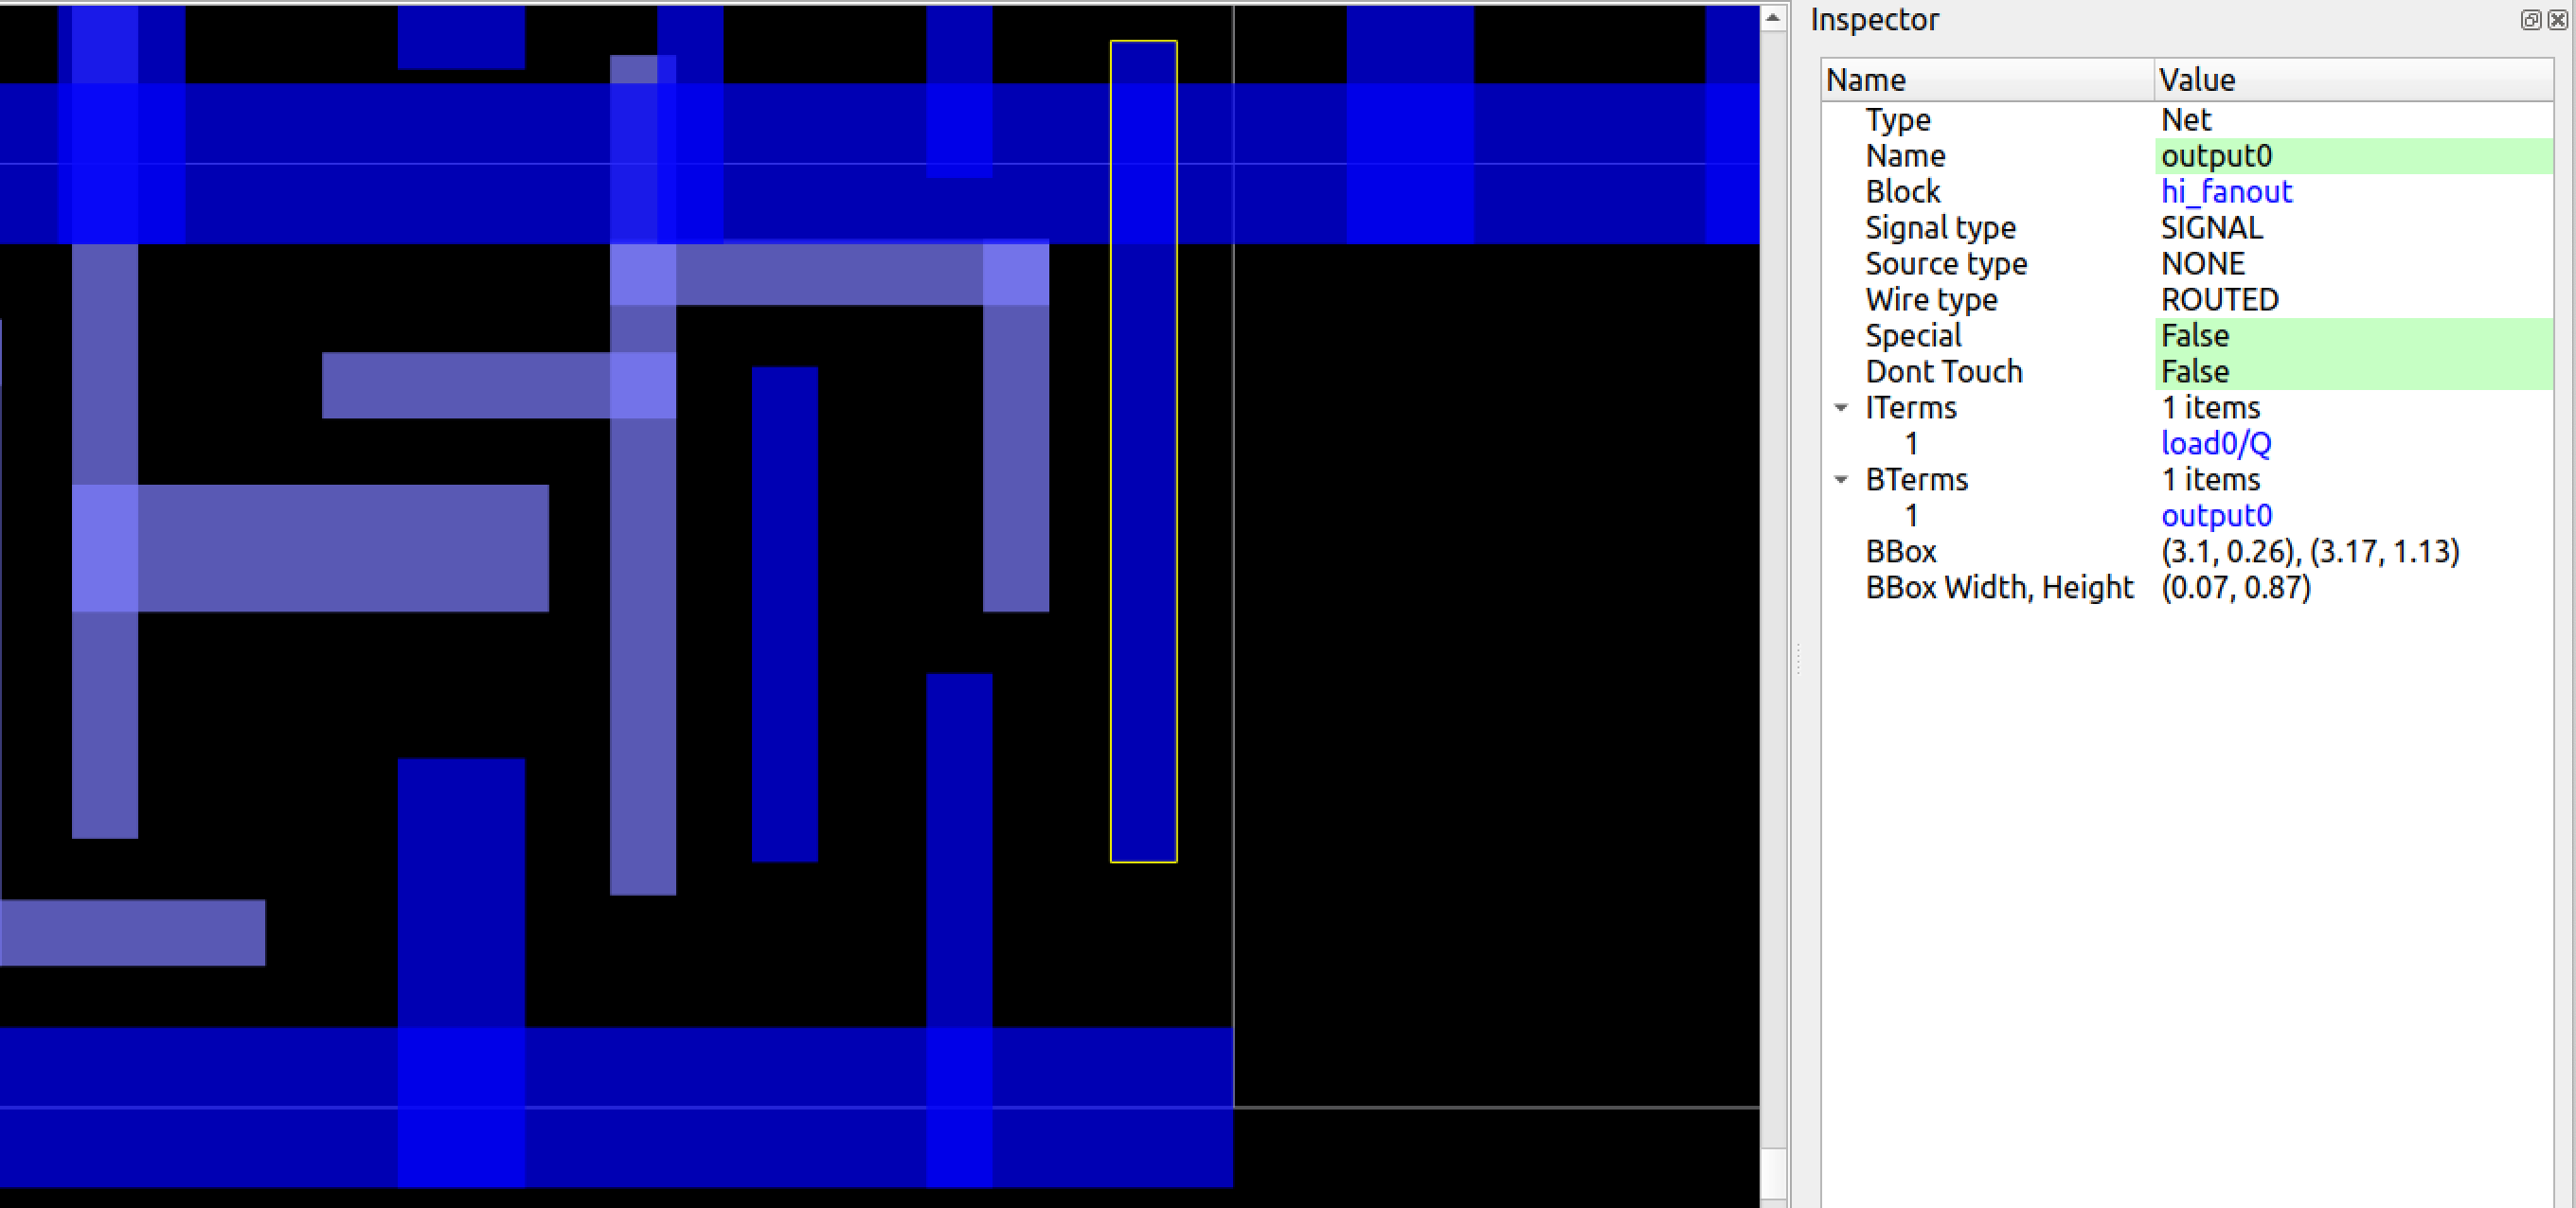 Inspector
Name Value
Type Net
Name output0
Block hi_fanout
Signal type SIGNAL
Source type NONE
Wire type ROUTED
Special False
Dont Touch False
ITerms 1 items
1 load0/Q
BTerms 1 items
1 output0
BBox (3.1, 0.26), (3.17, 1.13)
BBox Width, Height (0.07, 0.87)